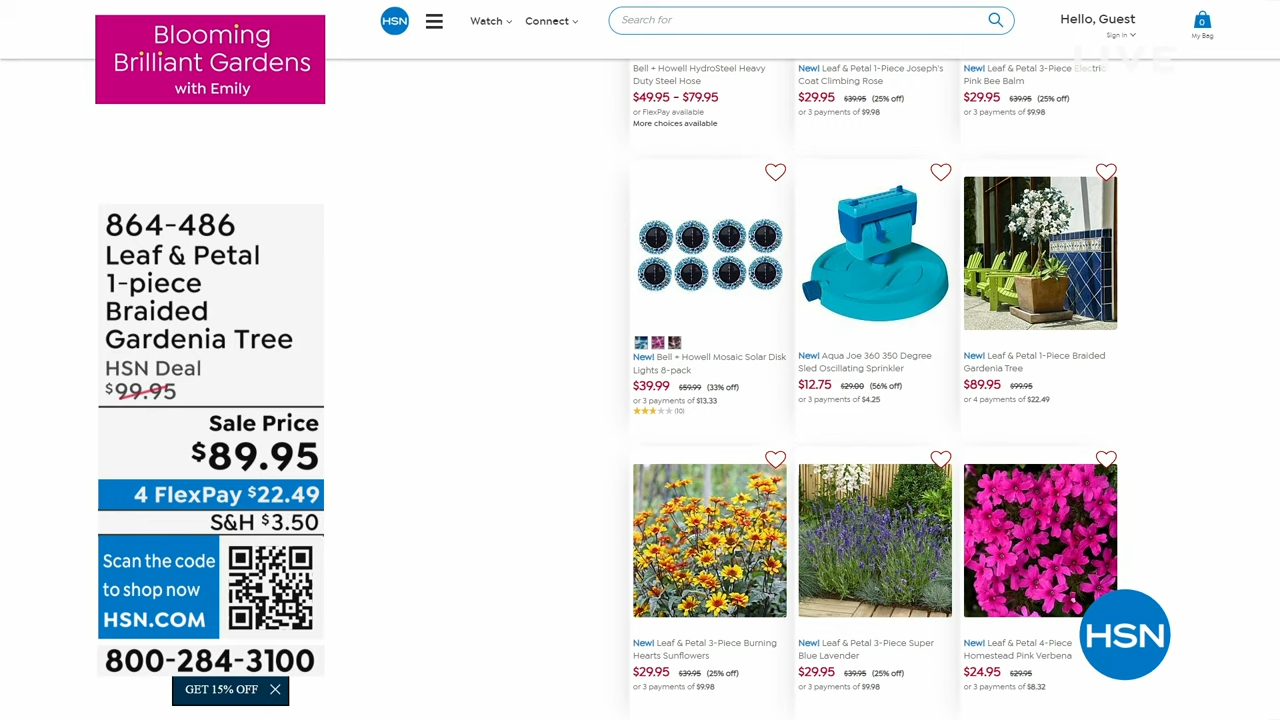 Blooming
Brilliant Gardens
with Emily
HSN
Watch
Connect
Search for
Hello, Guest
Sign In
0
My Bag
LIVE
864-486
Leaf & Petal
1-piece
Braided
Gardenia Tree
HSN Deal
$99.95
Sale Price
$89.95
4 FlexPay $22.49
S&H $3.50
Scan the code
to shop now
HSN.COM
800-284-3100
GET 15% OFF
Bell + Howell HydroSteel Heavy
Duty Steel Hose
$49.95 - $79.95
or FlexPay available
More choices available
New! Leaf & Petal 1-Piece Joseph's
Coat Climbing Rose
$29.95 $39.95 (25% off)
or 3 payments of $9.98
New! Leaf & Petal 3-Piece Electric
Pink Bee Balm
$29.95 $39.95 (25% off)
or 3 payments of $9.98
New! Bell + Howell Mosaic Solar Disk
Lights 8-pack
$39.99 $59.99 (33% off)
or 3 payments of $13.33
(10)
New! Aqua Joe 360 350 Degree
Sled Oscillating Sprinkler
$12.75 $29.00 (56% off)
or 3 payments of $4.25
New! Leaf & Petal 1-Piece Braided
Gardenia Tree
$89.95 $99.95
or 4 payments of $22.49
New! Leaf & Petal 3-Piece Burning
Hearts Sunflowers
$29.95 $39.95 (25% off)
or 3 payments of $9.98
New! Leaf & Petal 3-Piece Super
Blue Lavender
$29.95 $39.95 (25% off)
or 3 payments of $9.98
New! Leaf & Petal 4-Piece
Homestead Pink Verbena
$24.95 $29.95
or 3 payments of $8.32
HSN